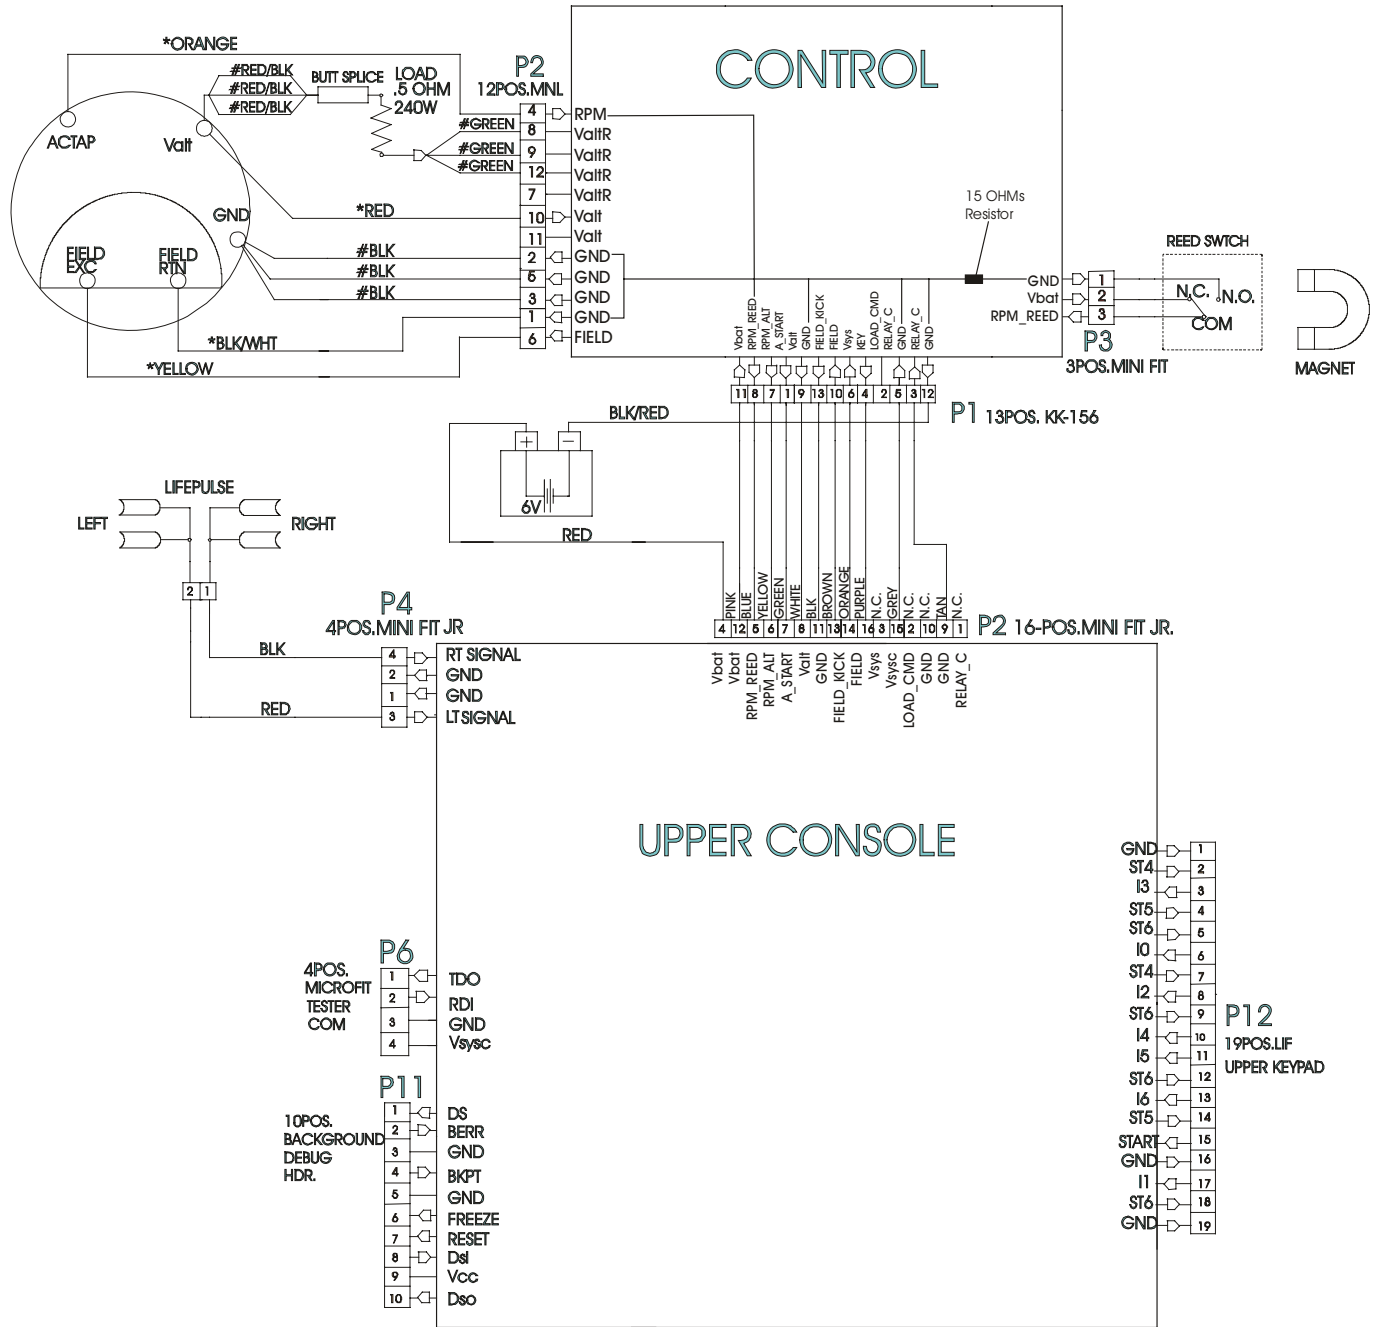 CONTROL
*ORANGE
#RED/BLK
#RED/BLK
#RED/BLK
BUTT SPLICE
LOAD
.5 OHM
240W
P2
12POS.MNL
ACTAP
Valt
GND
FIELD
EXC
FIELD
RTN
#GREEN
#GREEN
#GREEN
*RED
#BLK
#BLK
#BLK
*BLK/WHT
*YELLOW
4 RPM
8 ValtR
9 ValtR
12 ValtR
7 ValtR
10 Valt
11 Valt
2 GND
5 GND
3 GND
1 GND
6 FIELD
15 OHMs
Resistor
GND 1
Vbat 2
RPM_REED 3
P3
3POS.MINI FIT
REED SWTCH
N.C.
N.O.
COM
MAGNET
Vbat
RPM_REED
RPM_ALT
A_START
Valt
GND
FIELD_KICK
FIELD
Vsys
KEY
LOAD_CMD
RELAY_C
GND
RELAY_C
GND
11 8 7 1 9 13 10 6 4 2 5 3 12
P1 13POS. KK-156
BLK/RED
+ −
6V
RED
LIFEPULSE
LEFT
RIGHT
2 1
BLK
RED
P4
4POS.MINI FIT JR
4 RT SIGNAL
2 GND
1 GND
3 LT SIGNAL
PINK
BLUE
YELLOW
GREEN
WHITE
BLK
BROWN
ORANGE
PURPLE
N.C.
GREY
N.C.
N.C.
TAN
N.C.
4 12 5 6 7 8 11 13 14 16 3 15 2 10 9 1
P2 16-POS.MINI FIT JR.
Vbat
Vbat
RPM_REED
RPM_ALT
A_START
Valt
GND
FIELD_KICK
FIELD
Vsys
Vsysc
LOAD_CMD
GND
GND
RELAY_C
UPPER CONSOLE
P6
4POS.
MICROFIT
TESTER
COM
1 TDO
2 RDI
3 GND
4 Vsysc
P11
10POS.
BACKGROUND
DEBUG
HDR.
1 DS
2 BERR
3 GND
4 BKPT
5 GND
6 FREEZE
7 RESET
8 DsI
9 Vcc
10 Dso
GND 1
ST4 2
I3 3
ST5 4
ST6 5
I0 6
ST4 7
I2 8
ST6 9
I4 10
I5 11
ST6 12
I6 13
ST5 14
START 15
GND 16
I1 17
ST6 18
GND 19
P12
19POS.LIF
UPPER KEYPAD